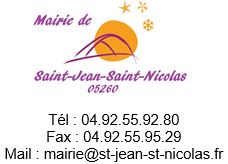 Mairie de
Saint-Jean-Saint-Nicolas
05260
Tél : 04.92.55.92.80
Fax : 04.92.55.95.29
Mail : mairie@st-jean-st-nicolas.fr